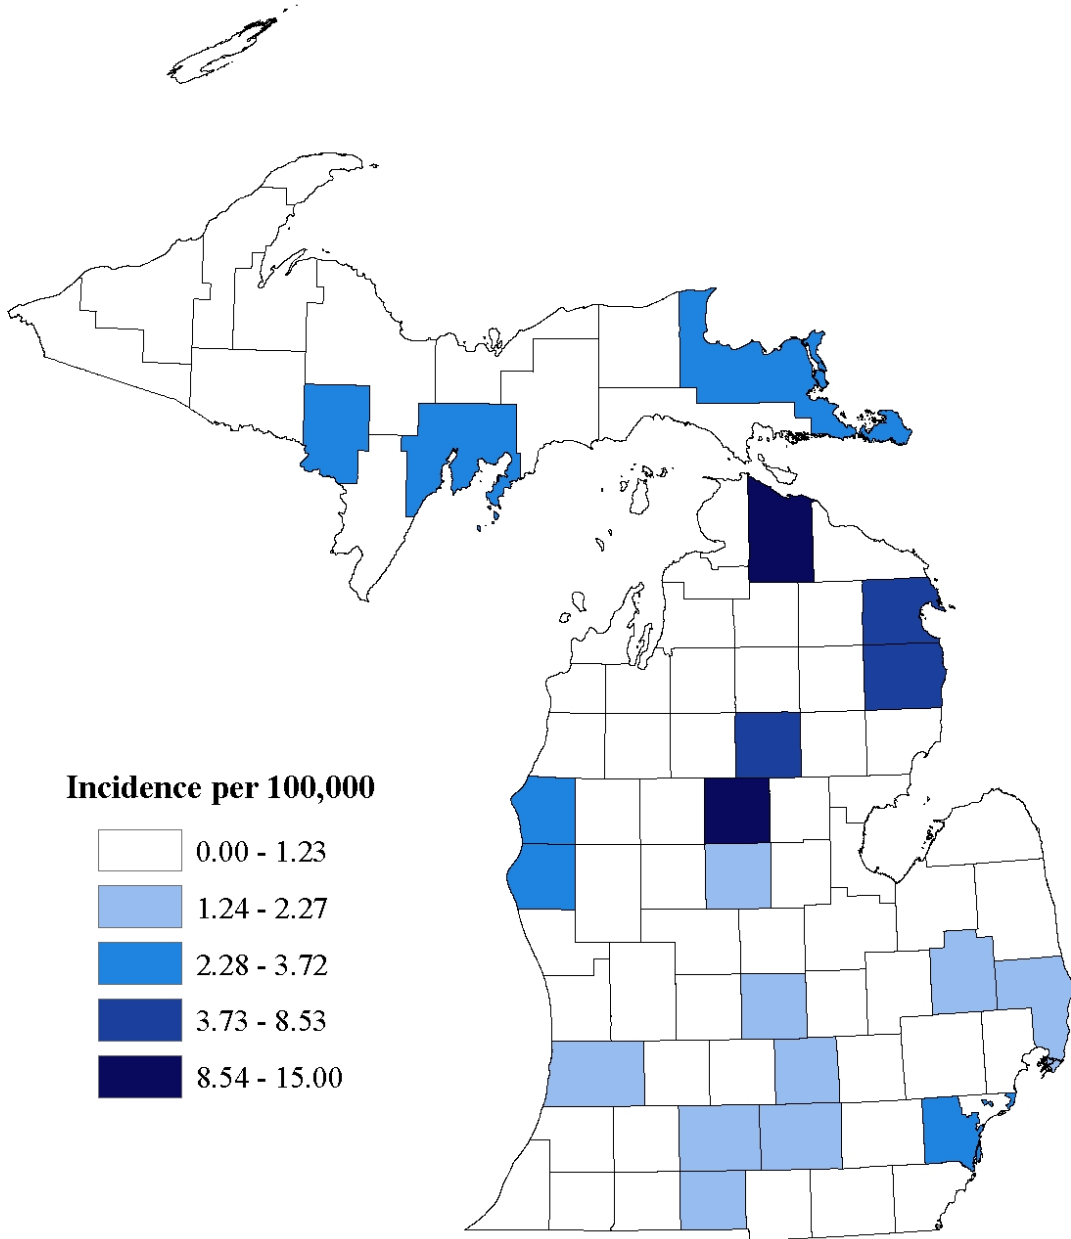 Incidence per 100,000
0.00 - 1.23
1.24 - 2.27
2.28 - 3.72
3.73 - 8.53
8.54 - 15.00